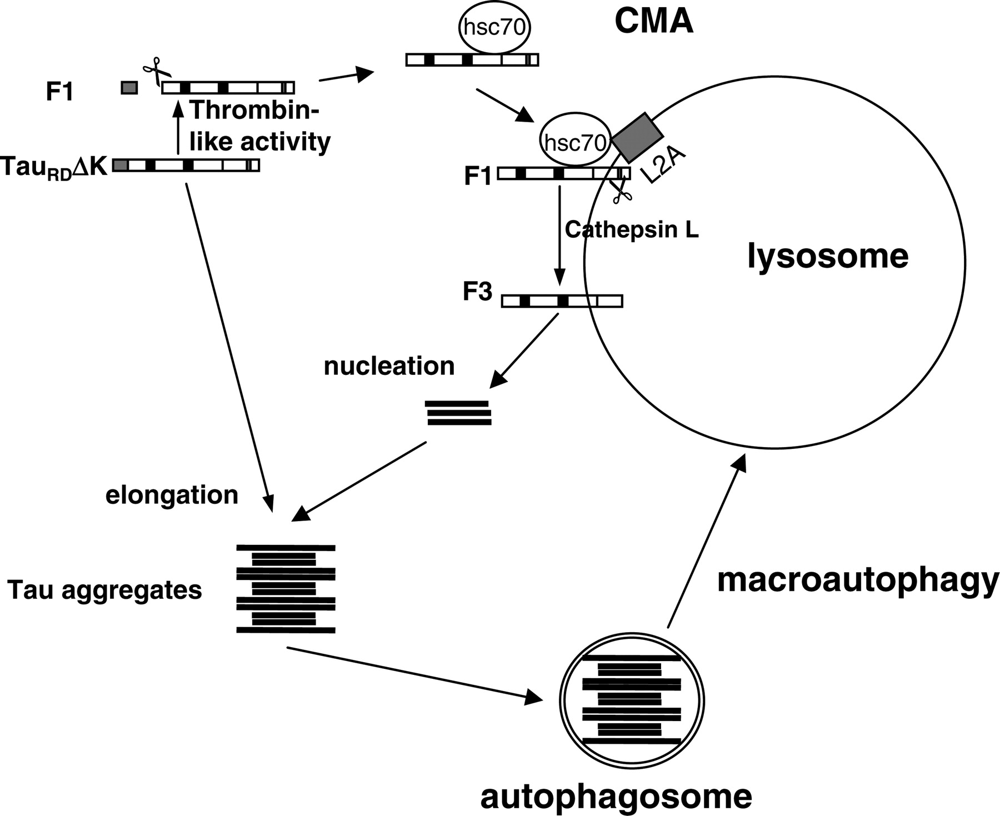 hsc70
CMA
F1
Thrombin-
like activity
TauRDΔK
hsc70
L2A
F1
Cathepsin L
lysosome
F3
nucleation
elongation
Tau aggregates
macroautophagy
autophagosome